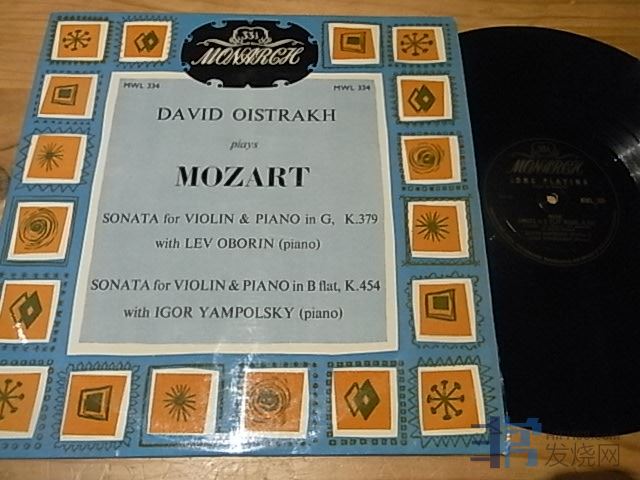 33⅓
MONARCH
MWL 334 MWL 334
DAVID OISTRAKH
plays
MOZART
SONATA for VIOLIN & PIANO in G, K.379
with LEV OBORIN (piano)
SONATA for VIOLIN & PIANO in B flat, K.454
with IGOR YAMPOLSKY (piano)
33⅓
MONARCH
LONG PLAYING
发烧网